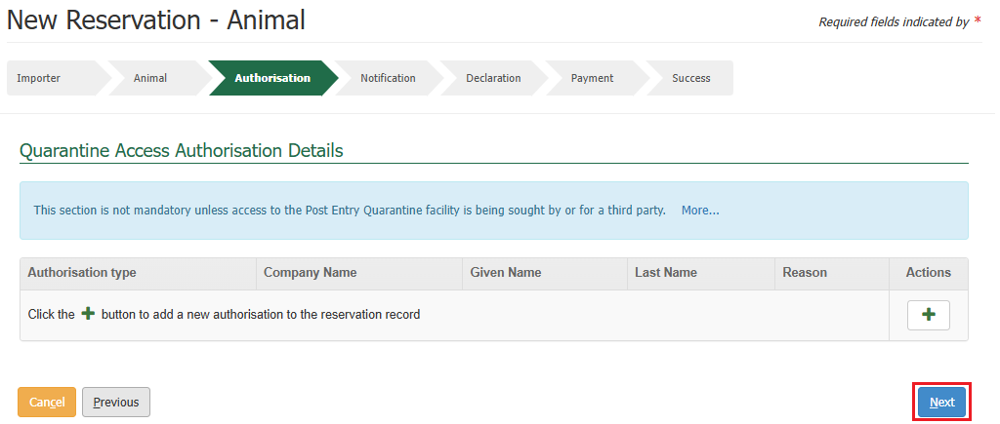 New Reservation - Animal
Required fields indicated by *
Importer Animal Authorisation Notification Declaration Payment Success
Quarantine Access Authorisation Details
This section is not mandatory unless access to the Post Entry Quarantine facility is being sought by or for a third party. More...
Authorisation type Company Name Given Name Last Name Reason Actions
Click the + button to add a new authorisation to the reservation record +
Cancel Previous Next